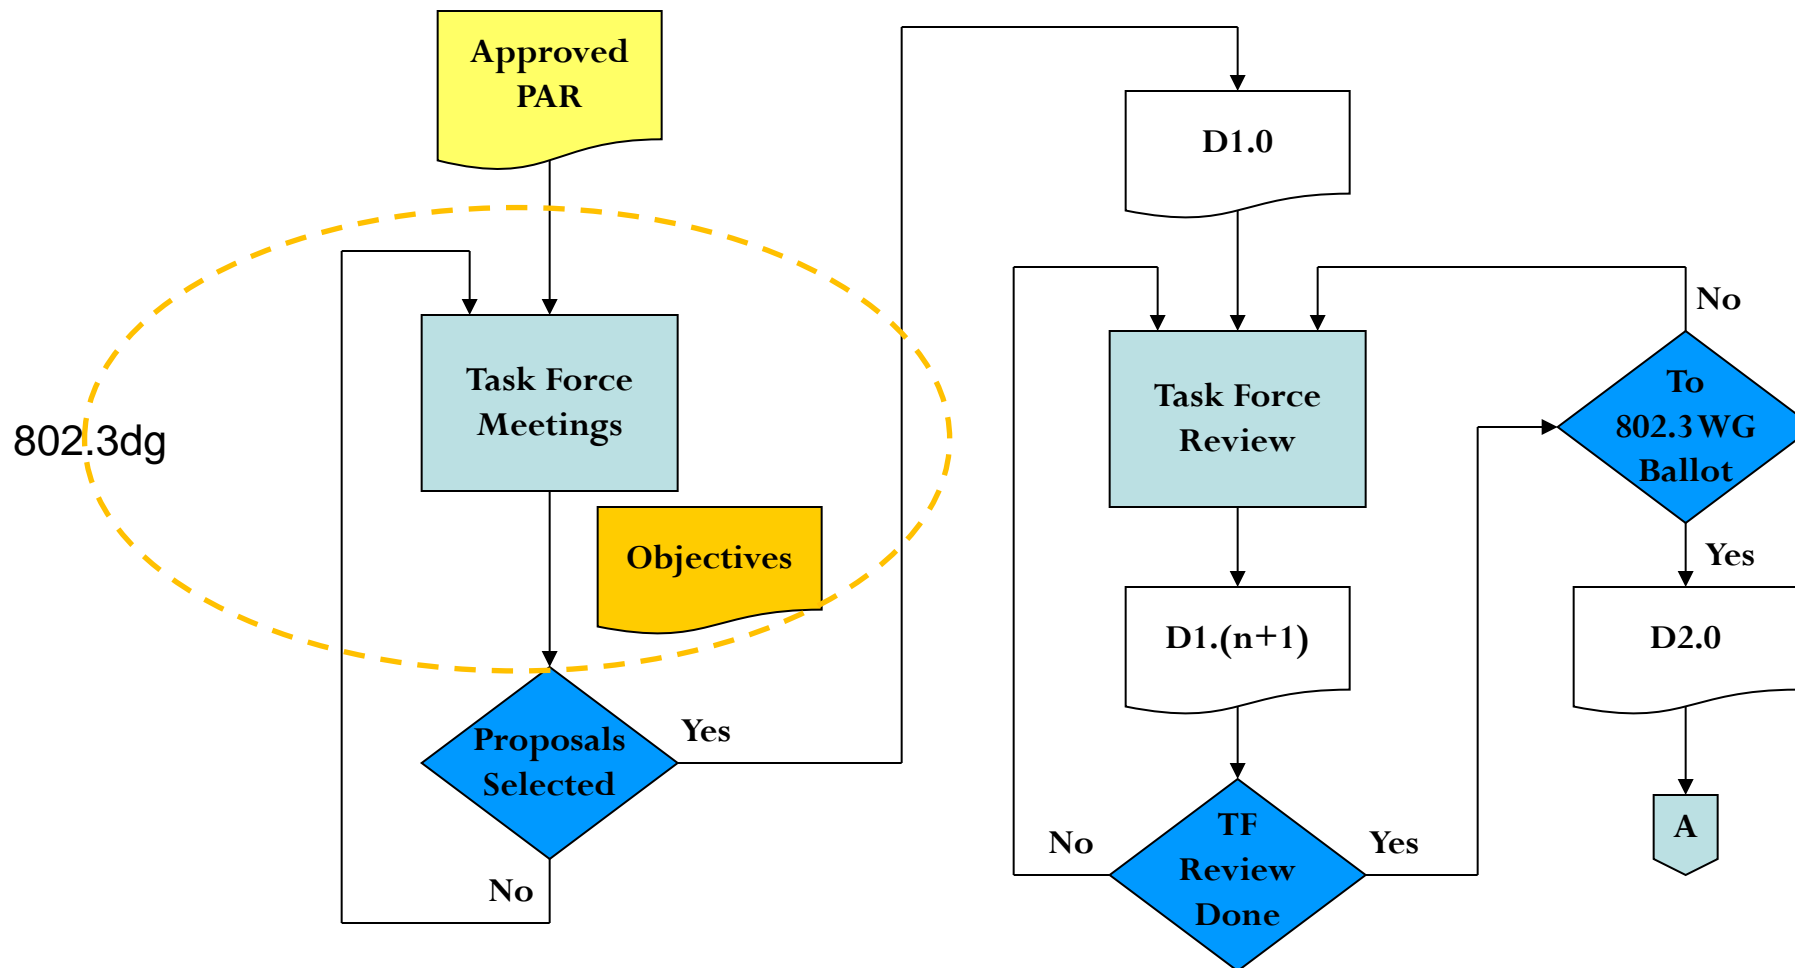 Approved
PAR
802.3dg
Task Force
Meetings
Objectives
Proposals
Selected
Yes
No
D1.0
Task Force
Review
D1.(n+1)
TF
Review
Done
No
Yes
To
802.3 WG
Ballot
No
Yes
D2.0
A